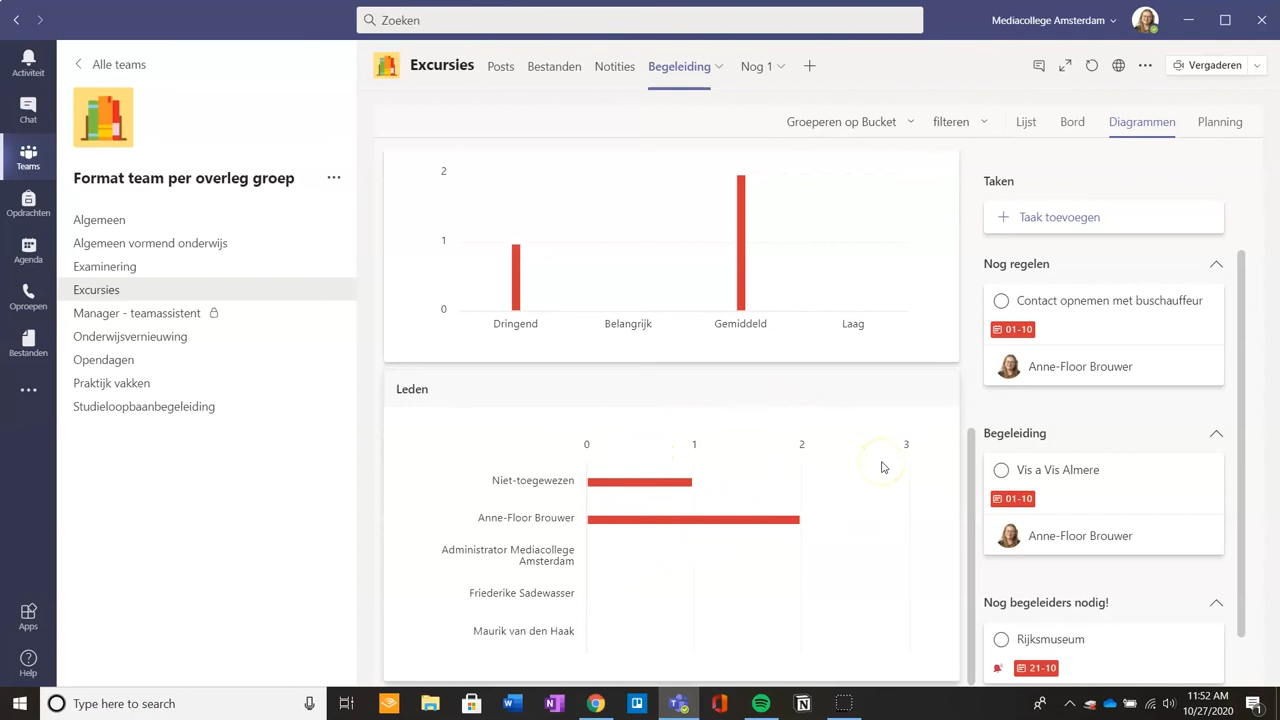 Zoeken
Mediacollege Amsterdam
Activiteit
Chat
Teams
Opdrachten
Agenda
Oproepen
Bestanden
Apps
Help
Alle teams
Format team per overleg groep
Algemeen
Algemeen vormend onderwijs
Examinering
Excursies
Manager - teamassistent
Onderwijsvernieuwing
Opendagen
Praktijk vakken
Studieloopbaanbegeleiding
Excursies Posts Bestanden Notities Begeleiding Nog 1
Vergaderen
Groeperen op Bucket filteren Lijst Bord Diagrammen Planning
2
1
0
Dringend Belangrijk Gemiddeld Laag
Leden
0 1 2 3
Niet-toegewezen
Anne-Floor Brouwer
Administrator Mediacollege
Amsterdam
Friederike Sadewasser
Maurik van den Haak
Taken
Taak toevoegen
Nog regelen
Contact opnemen met buschauffeur
01-10
Anne-Floor Brouwer
Begeleiding
Vis a Vis Almere
01-10
Anne-Floor Brouwer
Nog begeleiders nodig!
Rijksmuseum
21-10
Type here to search
11:52 AM
10/27/2020